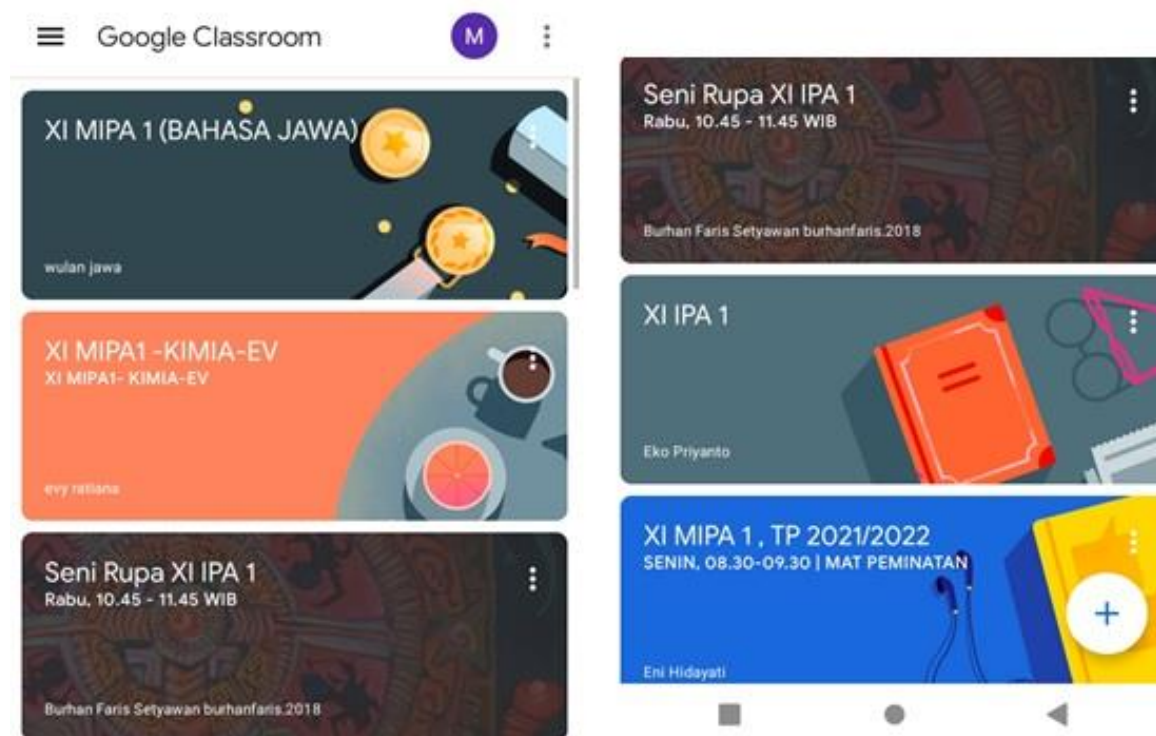 Google Classroom
M
XI MIPA 1 (BAHASA JAWA)
wulan jawa
XI MIPA1 -KIMIA-EV
XI MIPA1- KIMIA-EV
evy ratiana
Seni Rupa XI IPA 1
Rabu, 10.45 - 11.45 WIB
Burhan Faris Setyawan burhanfaris.2018
Seni Rupa XI IPA 1
Rabu, 10.45 - 11.45 WIB
Burhan Faris Setyawan burhanfaris.2018
XI IPA 1
Eko Priyanto
XI MIPA 1 , TP 2021/2022
SENIN, 08.30-09.30 | MAT PEMINATAN
Eni Hidayati